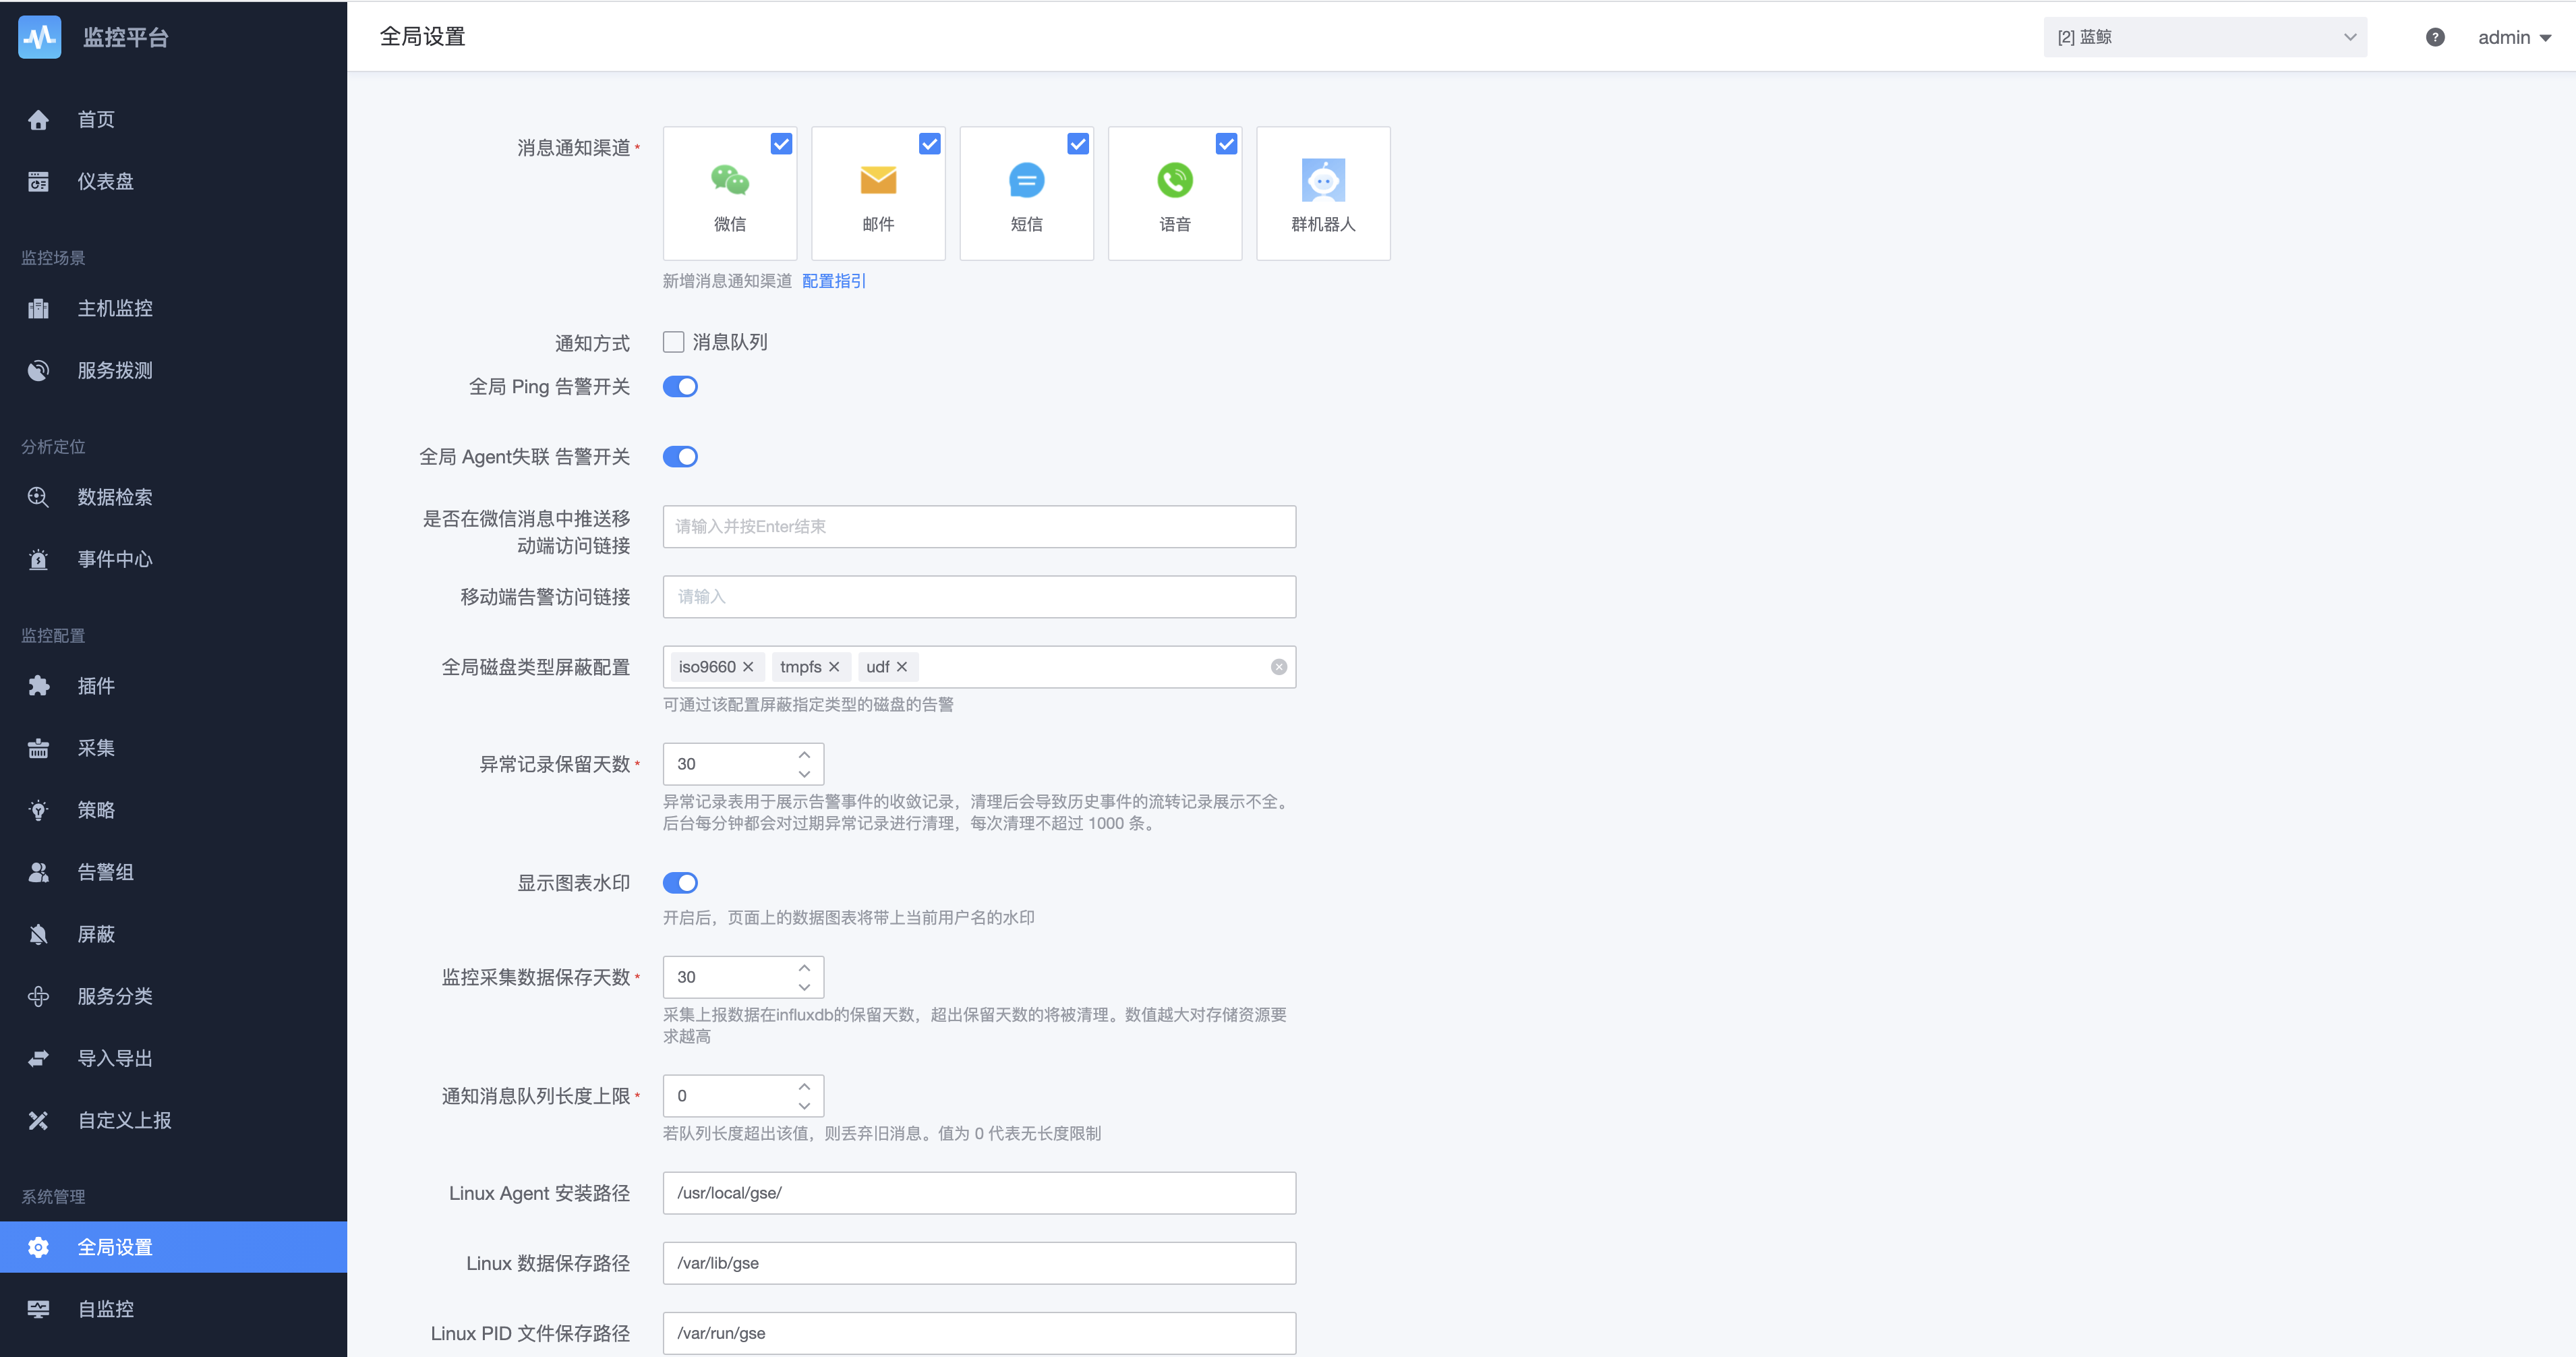 监控平台
首页
仪表盘
监控场景
主机监控
服务拨测
分析定位
数据检索
事件中心
监控配置
插件
采集
策略
告警组
屏蔽
服务分类
导入导出
自定义上报
系统管理
全局设置
自监控
全局设置
[2] 蓝鲸
?
admin
消息通知渠道*
微信
邮件
短信
语音
群机器人
新增消息通知渠道 配置指引
通知方式
消息队列
全局 Ping 告警开关
全局 Agent失联 告警开关
是否在微信消息中推送移
动端访问链接
请输入并按Enter结束
移动端告警访问链接
请输入
全局磁盘类型屏蔽配置
iso9660 tmpfs udf
可通过该配置屏蔽指定类型的磁盘的告警
异常记录保留天数*
30
异常记录表用于展示告警事件的收敛记录，清理后会导致历史事件的流转记录展示不全。
后台每分钟都会对过期异常记录进行清理，每次清理不超过 1000 条。
显示图表水印
开启后，页面上的数据图表将带上当前用户名的水印
监控采集数据保存天数*
30
采集上报数据在influxdb的保留天数，超出保留天数的将被清理。数值越大对存储资源要
求越高
通知消息队列长度上限*
0
若队列长度超出该值，则丢弃旧消息。值为 0 代表无长度限制
Linux Agent 安装路径
/usr/local/gse/
Linux 数据保存路径
/var/lib/gse
Linux PID 文件保存路径
/var/run/gse